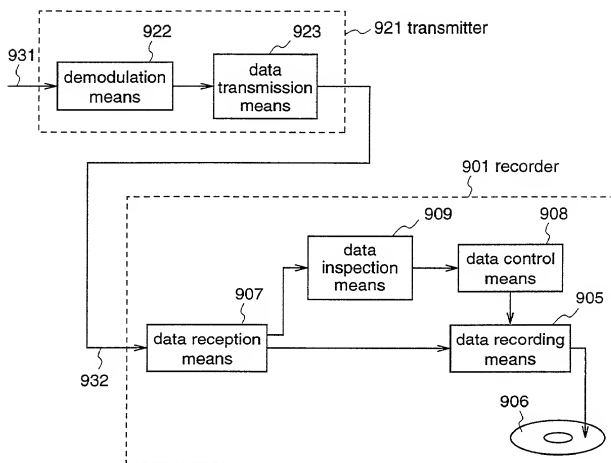 921 transmitter
922
923
931
demodulation
means
data
transmission
means
901 recorder
909
908
data
inspection
means
data control
means
907
905
data reception
means
data recording
means
932
906